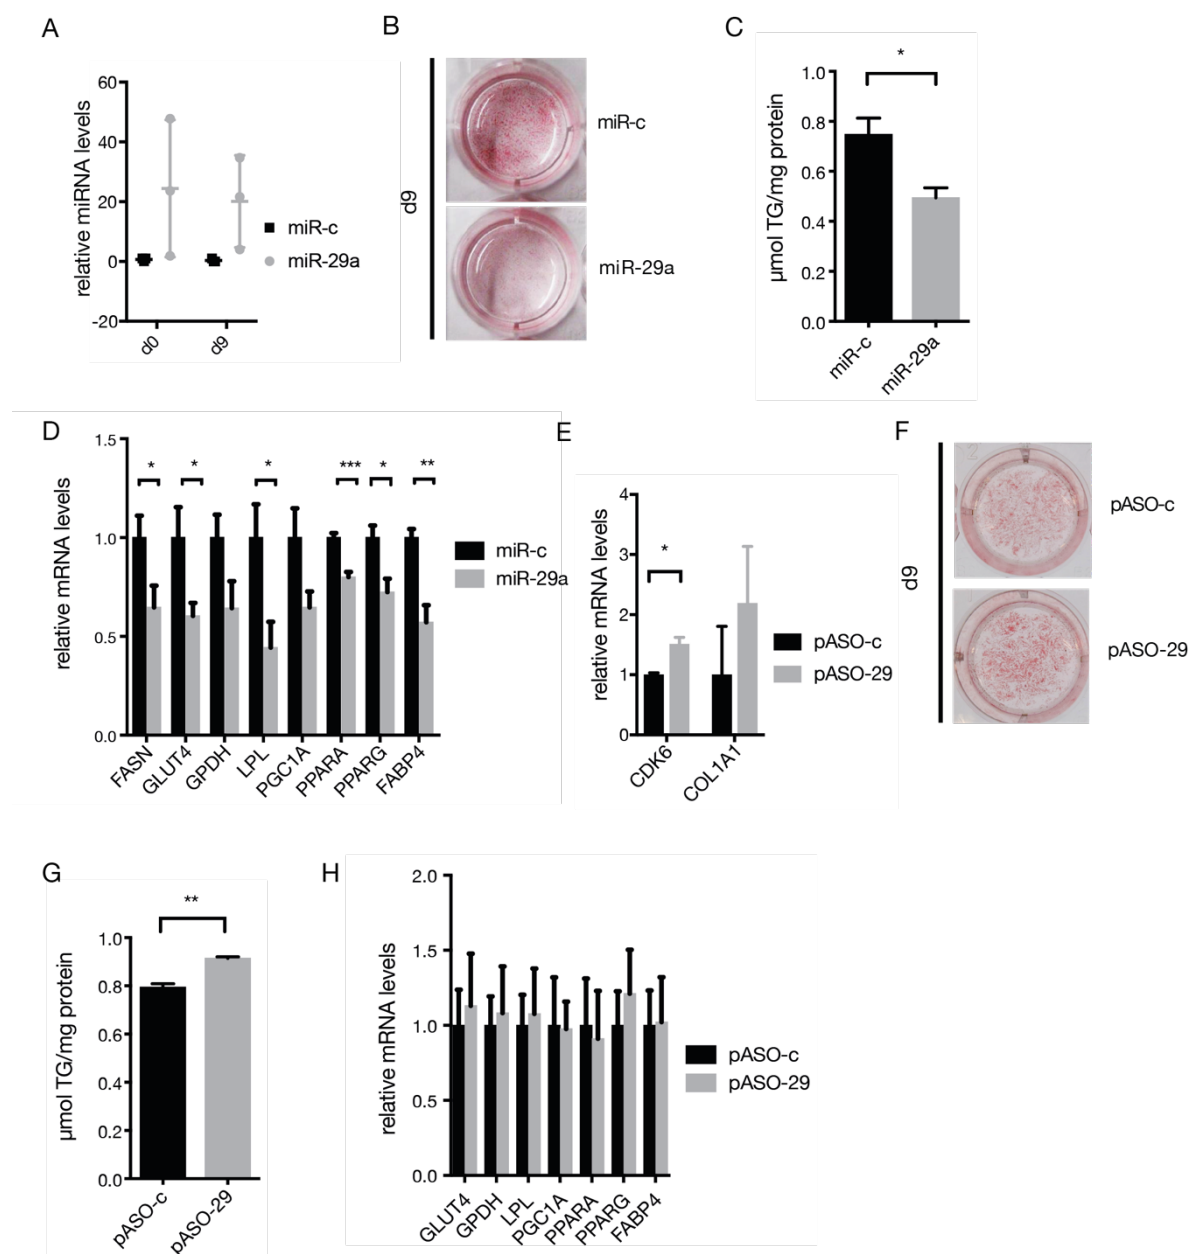 A
relative miRNA levels
60
40
20
0
-20
d0
d9
miR-c
miR-29a
B
d9
miR-c
miR-29a
C
*
µmol TG/mg protein
1.0
0.8
0.6
0.4
0.2
0.0
miR-c
miR-29a
D
relative mRNA levels
1.5
1.0
0.5
0.0
* * * *** * **
FASN
GLUT4
GPDH
LPL
PGC1A
PPARA
PPARG
FABP4
miR-c
miR-29a
E
relative mRNA levels
4
3
2
1
0
*
CDK6
COL1A1
pASO-c
pASO-29
F
d9
pASO-c
pASO-29
G
**
µmol TG/mg protein
1.0
0.8
0.6
0.4
0.2
0.0
pASO-c
pASO-29
H
relative mRNA levels
2.0
1.5
1.0
0.5
0.0
GLUT4
GPDH
LPL
PGC1A
PPARA
PPARG
FABP4
pASO-c
pASO-29